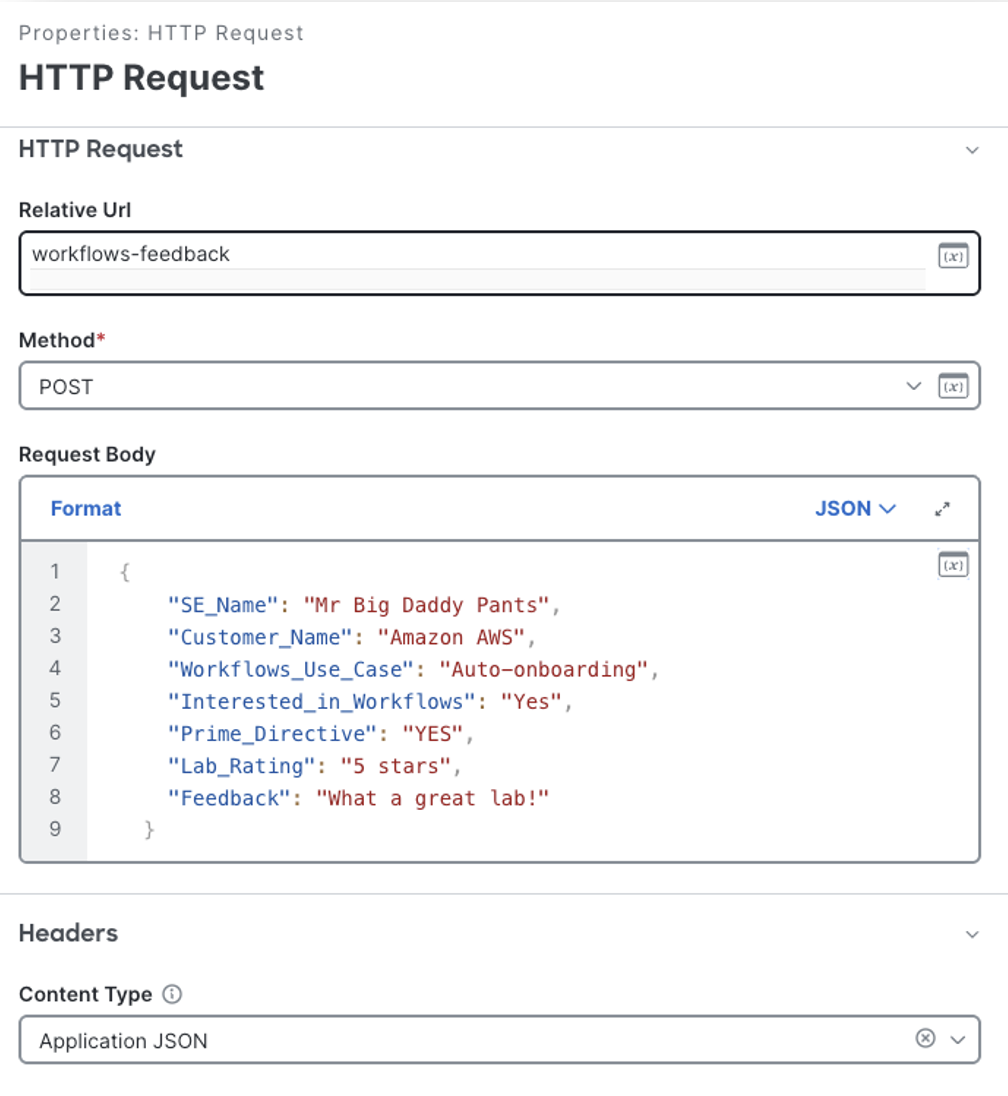 Properties: HTTP Request
HTTP Request
HTTP Request
Relative Url
workflows-feedback
(x)
Method*
POST
(x)
Request Body
Format
JSON
(x)
1 {
2 "SE_Name": "Mr Big Daddy Pants",
3 "Customer_Name": "Amazon AWS",
4 "Workflows_Use_Case": "Auto-onboarding",
5 "Interested_in_Workflows": "Yes",
6 "Prime_Directive": "YES",
7 "Lab_Rating": "5 stars",
8 "Feedback": "What a great lab!"
9 }
Headers
Content Type
Application JSON